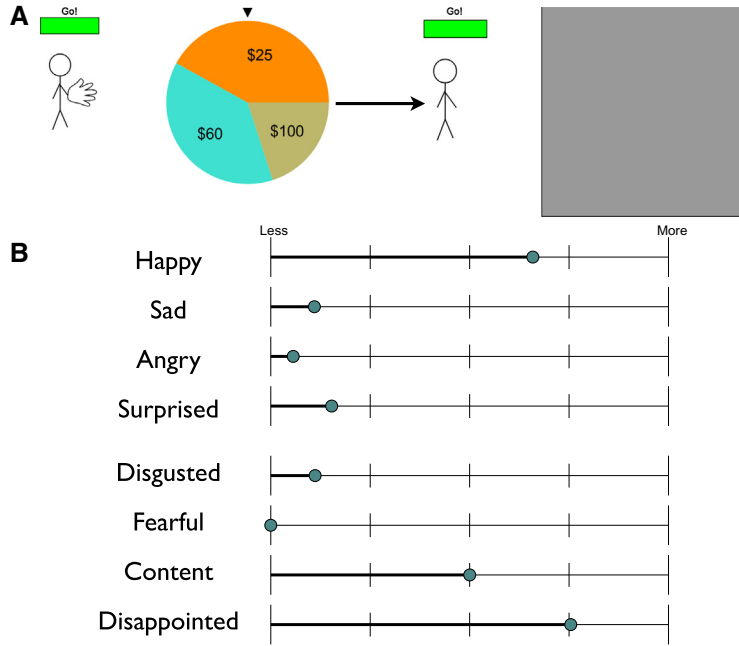 A
Go!
Go!
$25
$60
$100
B
Less
More
Happy
Sad
Angry
Surprised
Disgusted
Fearful
Content
Disappointed